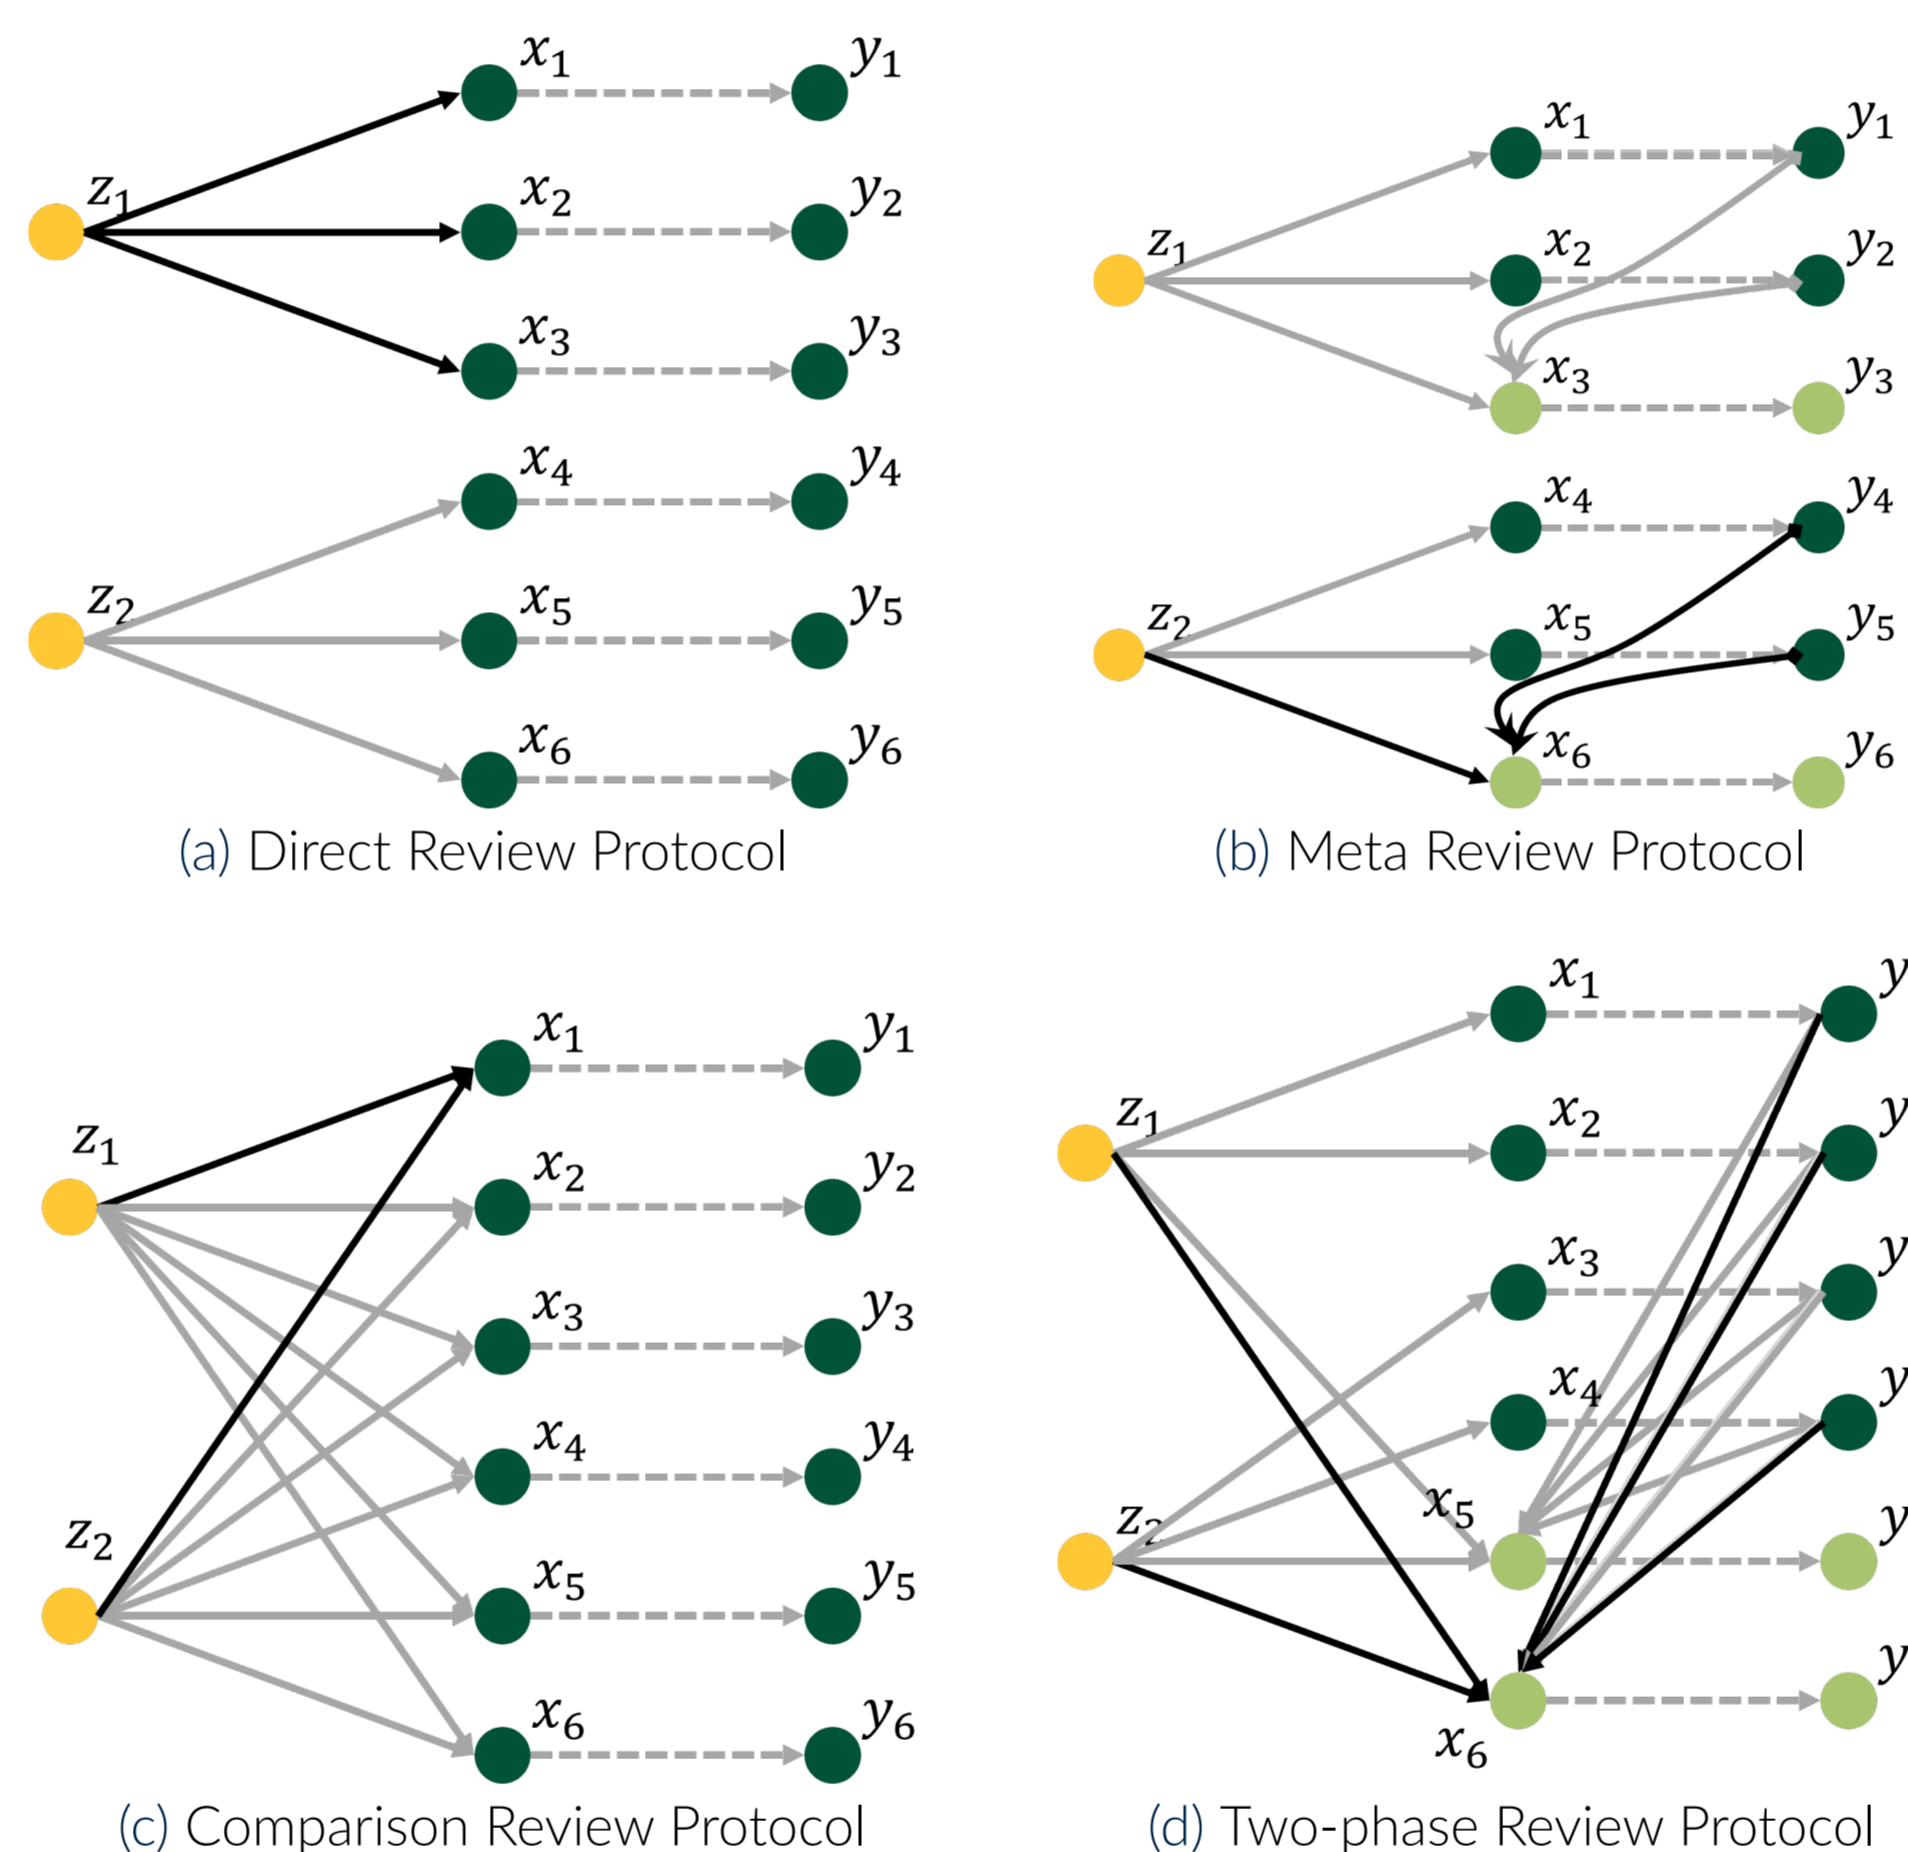 x₁ y₁
z₁ x₂ y₂
x₃ y₃
x₄ y₄
z₂ x₅ y₅
x₆ y₆
(a) Direct Review Protocol
x₁ y₁
z₁ x₂ y₂
x₃ y₃
x₄ y₄
z₂ x₅ y₅
x₆ y₆
(b) Meta Review Protocol
x₁ y₁
z₁ x₂ y₂
x₃ y₃
x₄ y₄
z₂ x₅ y₅
x₆ y₆
(c) Comparison Review Protocol
x₁ y
z₁ x₂ y
x₃ y
x₄ y
z₂ x₅ y
y
x₆
(d) Two-phase Review Protocol